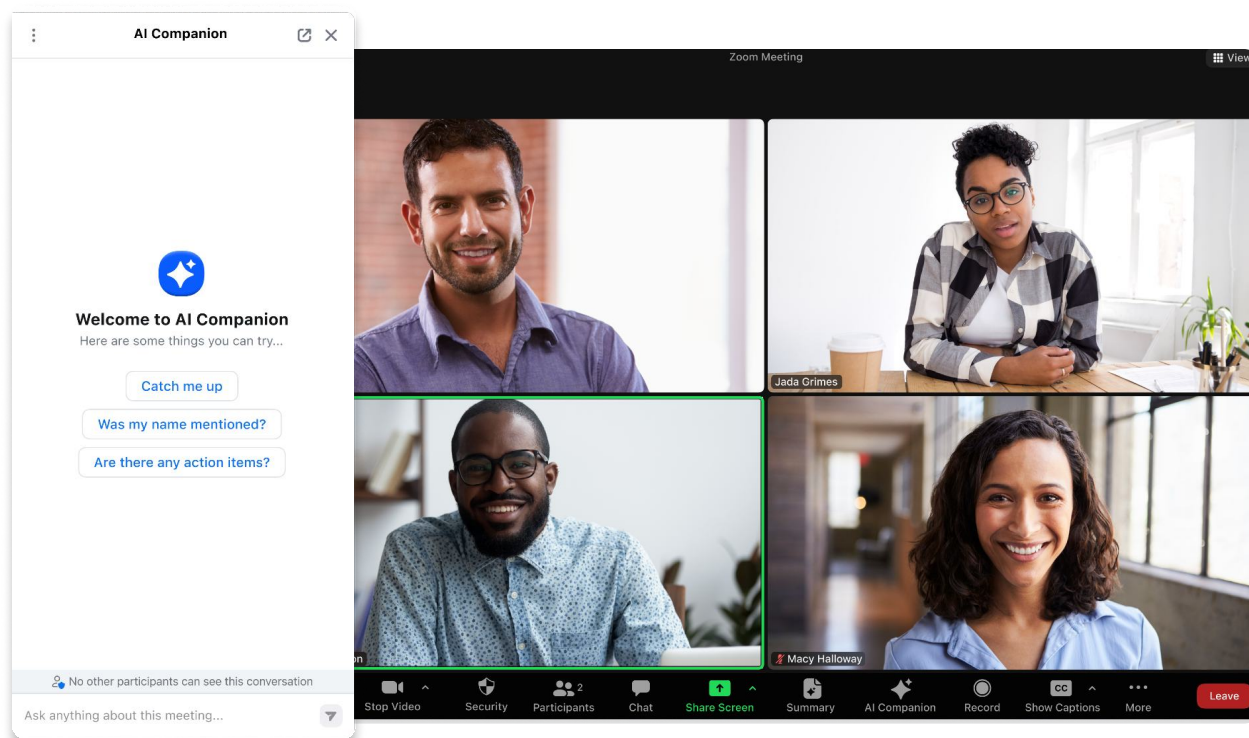 AI Companion
Welcome to AI Companion
Here are some things you can try...
Catch me up
Was my name mentioned?
Are there any action items?
No other participants can see this conversation
Ask anything about this meeting...
Zoom Meeting
View
Jada Grimes
on
Macy Halloway
Stop Video
Security
2
Participants
Chat
Share Screen
Summary
AI Companion
Record
CC
Show Captions
More
Leave